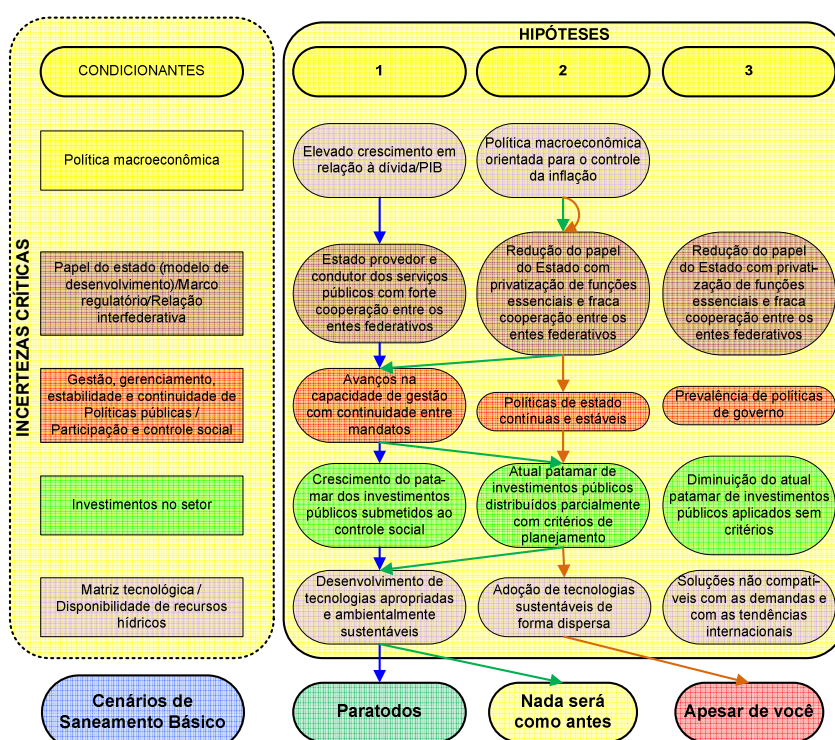 HIPÓTESES
CONDICIONANTES
1
2
3
INCERTEZAS CRÍTICAS
Política macroeconômica
Elevado crescimento em
relação à dívida/PIB
Política macroeconômica
orientada para o controle
da inflação
Papel do estado (modelo de
desenvolvimento)/Marco
regulatório/Relação
interfederativa
Estado provedor e
condutor dos serviços
públicos com forte
cooperação entre os
entes federativos
Redução do papel
do Estado com
privatização de funções
essenciais e fraca
cooperação entre os
entes federativos
Redução do papel
do Estado com privati-
zação de funções
essenciais e fraca
cooperação entre os
entes federativos
Gestão, gerenciamento,
estabilidade e continuidade de
Políticas públicas /
Participação e controle social
Avanços na
capacidade de gestão
com continuidade entre
mandatos
Políticas de estado
contínuas e estáveis
Prevalência de políticas
de governo
Investimentos no setor
Crescimento do pata-
mar dos investimentos
públicos submetidos ao
controle social
Atual patamar de
investimentos públicos
distribuídos parcialmente
com critérios de
planejamento
Diminuição do atual
patamar de investimentos
públicos aplicados sem
critérios
Matriz tecnológica /
Disponibilidade de recursos
hídricos
Desenvolvimento de
tecnologias apropriadas
e ambientalmente
sustentáveis
Adoção de tecnologias
sustentáveis de
forma dispersa
Soluções não compatí-
veis com as demandas e
com as tendências
internacionais
Cenários de
Saneamento Básico
Paratodos
Nada será
como antes
Apesar de você